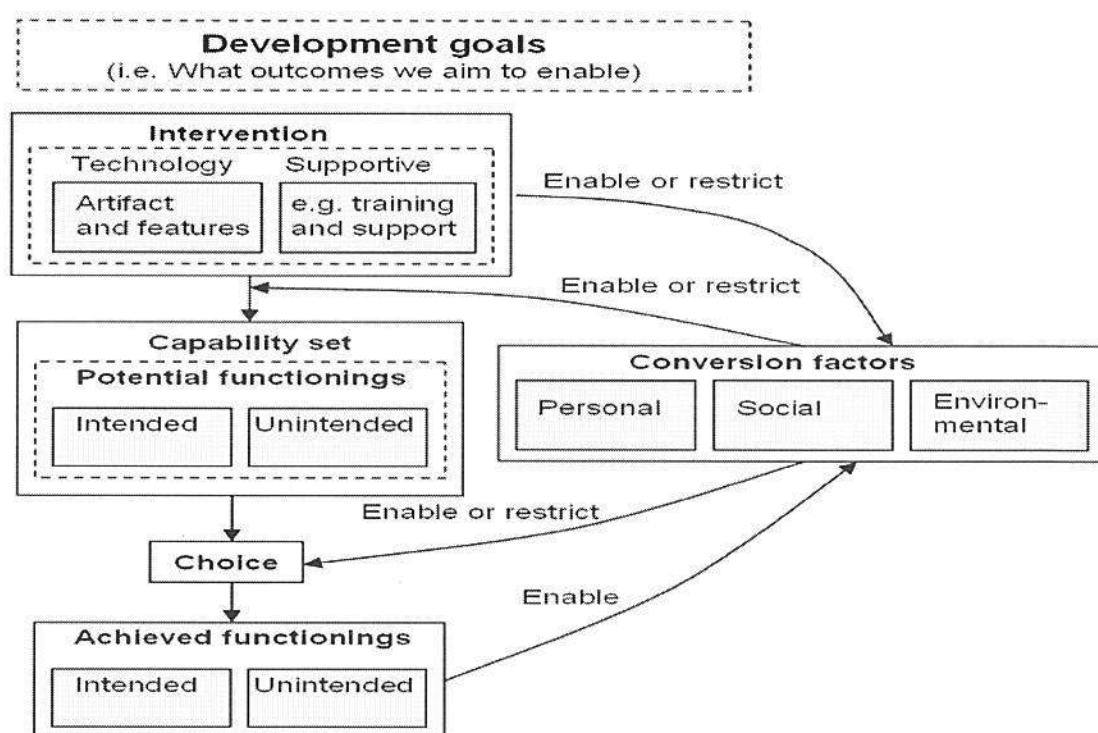 Development goals
(i.e. What outcomes we aim to enable)
Intervention
Technology
Supportive
Artifact
and features
e.g. training
and support
Enable or restrict
Enable or restrict
Capability set
Potential functionings
Intended
Unintended
Conversion factors
Personal
Social
Environ-
mental
Enable or restrict
Choice
Enable
Achieved functionings
Intended
Unintended